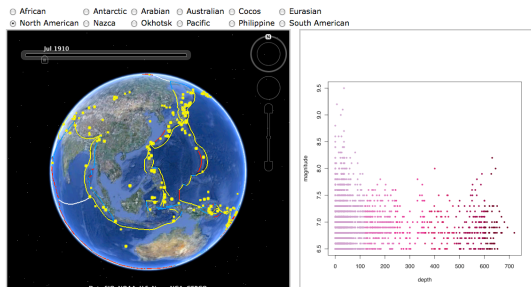 African Antarctic Arabian Australian Cocos Eurasian
North American Nazca Okhotsk Pacific Philippine South American
Jul 1910
N
magnitude
9.5
9.0
8.5
8.0
7.5
7.0
6.5
0 100 200 300 400 500 600 700
depth